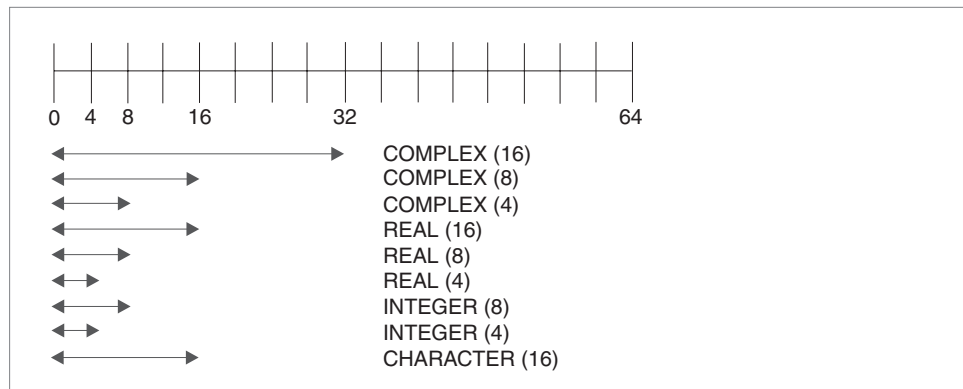 0 4 8 16 32 64
COMPLEX (16)
COMPLEX (8)
COMPLEX (4)
REAL (16)
REAL (8)
REAL (4)
INTEGER (8)
INTEGER (4)
CHARACTER (16)